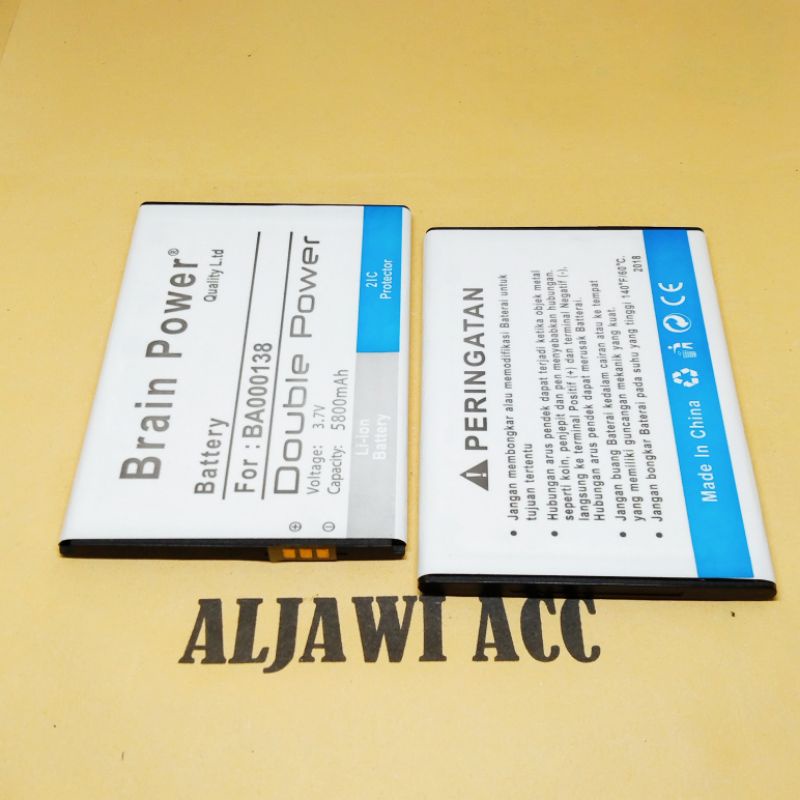 Brain Power®
Quality L.td
Battery
For : BA000138
Double Power
Voltage: 3.7V
Capacity: 5800mAh
Li-ion
Battery
2IC
Protector
PERINGATAN
• Jangan membongkar alau memodifikasi Baterai untuk
tujuan tertentu
• Hubungan arus pendek dapat terjadi ketika objek metal
seperti koin, penjepit dan pen menyebabkan hubungan.
langsung ke terminal Positif (+) dan terminal Negatif (-).
Hubungan arus pendek dapat merusak Batterai.
• Jangan buang Baterai kedalam cairan atau ke tempat
yang memiliki guncangan mekanik yang kuat.
• Jangan bongkar Baterai pada suhu yang tinggi 140°F/60°C.
2018
Made In China
CE
ALJAWI ACC